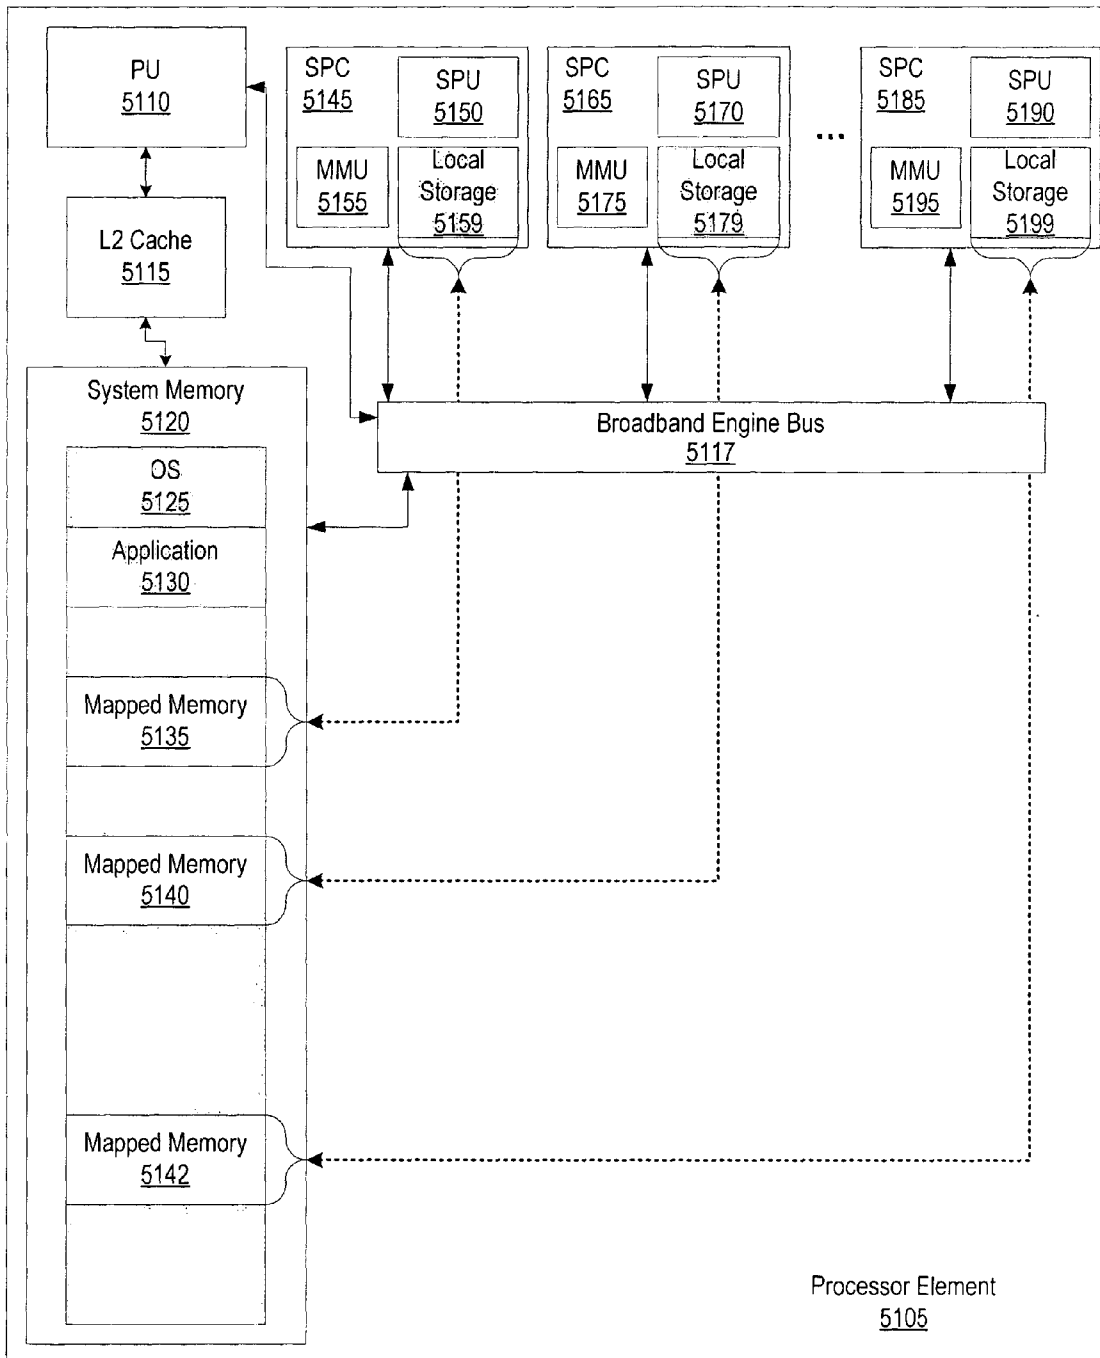 PU
5110
L2 Cache
5115
SPC
5145
SPU
5150
MMU
5155
Local
Storage
5159
SPC
5165
SPU
5170
MMU
5175
Local
Storage
5179
...
SPC
5185
SPU
5190
MMU
5195
Local
Storage
5199
Broadband Engine Bus
5117
System Memory
5120
OS
5125
Application
5130
Mapped Memory
5135
Mapped Memory
5140
Mapped Memory
5142
Processor Element
5105